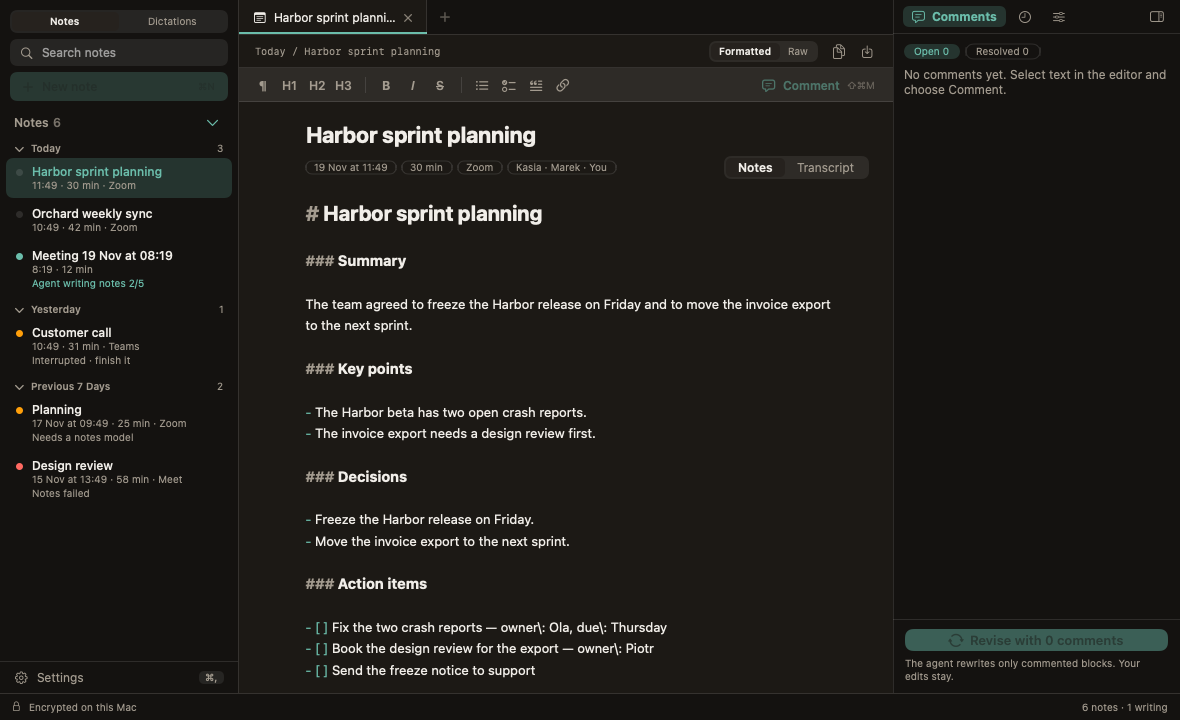 Notes
Dictations
Search notes
+ New note ⌘N
Notes 6
Today 3
Harbor sprint planning
11:49 · 30 min · Zoom
Orchard weekly sync
10:49 · 42 min · Zoom
Meeting 19 Nov at 08:19
8:19 · 12 min
Agent writing notes 2/5
Yesterday 1
Customer call
10:49 · 31 min · Teams
Interrupted · finish it
Previous 7 Days 2
Planning
17 Nov at 09:49 · 25 min · Zoom
Needs a notes model
Design review
15 Nov at 13:49 · 58 min · Meet
Notes failed
Settings ⌘,
Harbor sprint planni...
Today / Harbor sprint planning
Formatted Raw
¶ H1 H2 H3 B I S
Comment ⇧⌘M
Harbor sprint planning
19 Nov at 11:49 30 min Zoom Kasia · Marek · You
Notes Transcript
# Harbor sprint planning
### Summary
The team agreed to freeze the Harbor release on Friday and to move the invoice export
to the next sprint.
### Key points
- The Harbor beta has two open crash reports.
- The invoice export needs a design review first.
### Decisions
- Freeze the Harbor release on Friday.
- Move the invoice export to the next sprint.
### Action items
- [ ] Fix the two crash reports — owner\: Ola, due\: Thursday
- [ ] Book the design review for the export — owner\: Piotr
- [ ] Send the freeze notice to support
Comments
Open 0 Resolved 0
No comments yet. Select text in the editor and
choose Comment.
Revise with 0 comments
The agent rewrites only commented blocks. Your
edits stay.
Encrypted on this Mac
6 notes · 1 writing